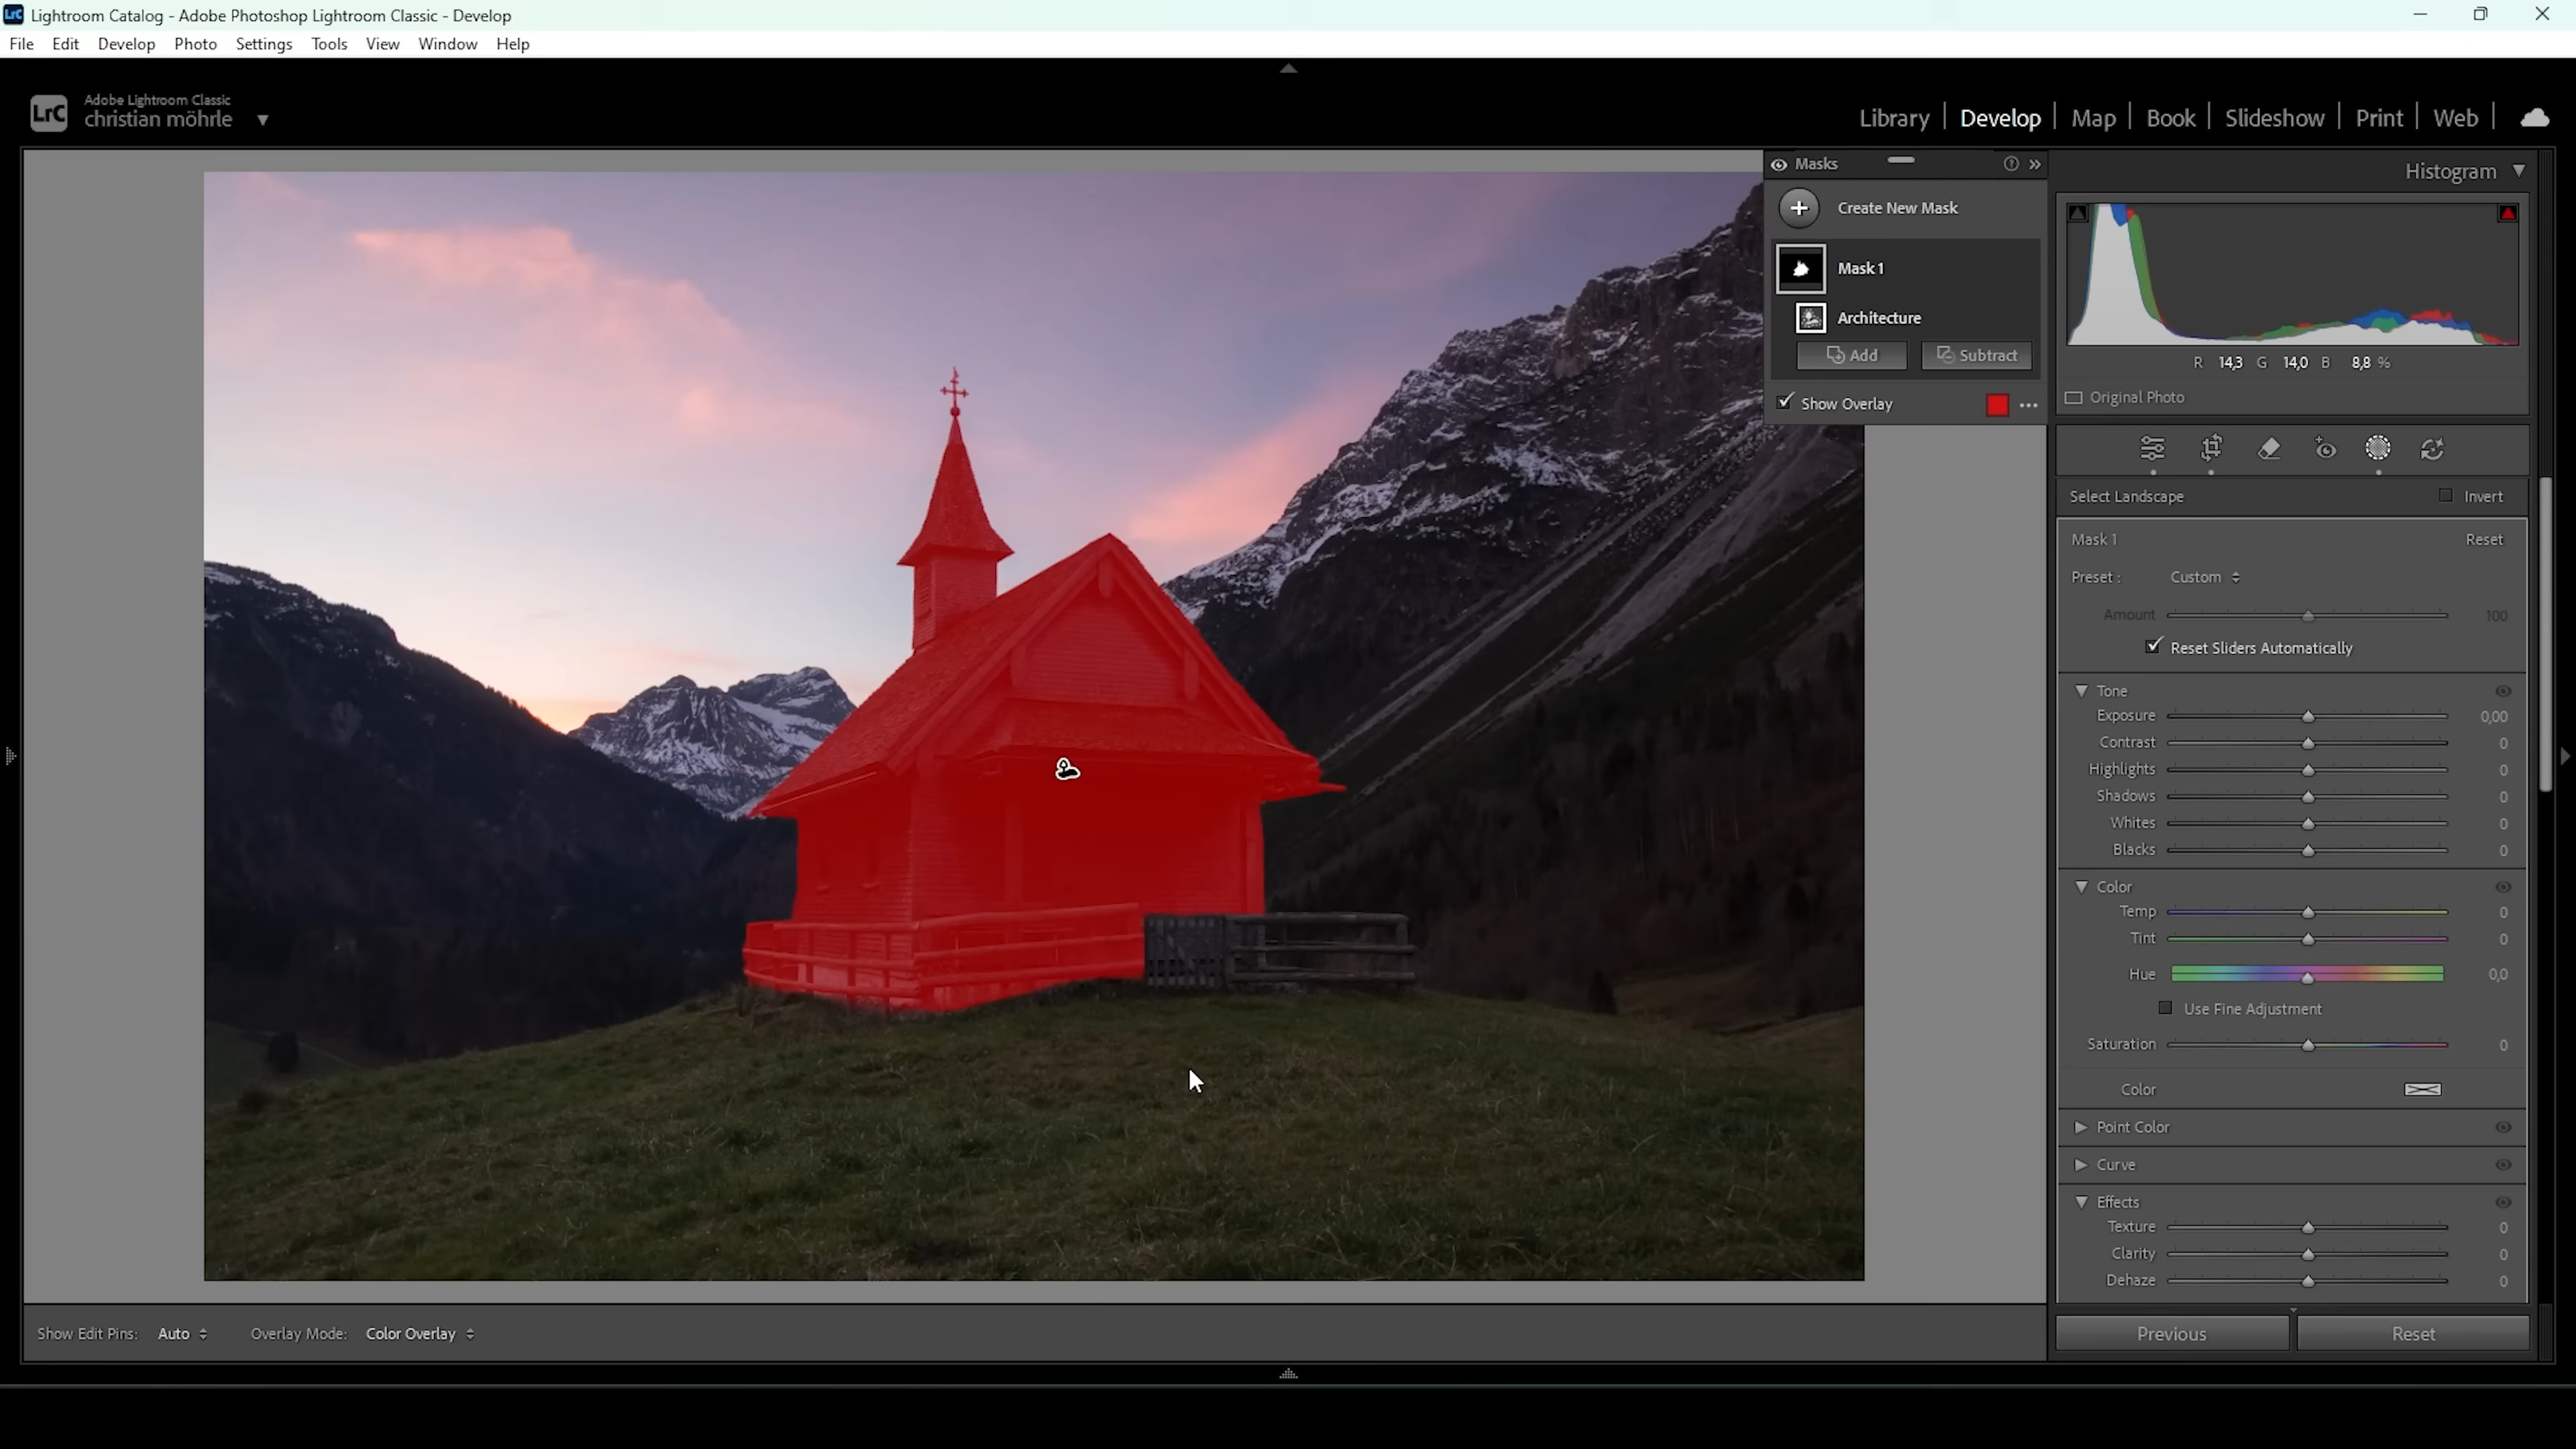 LrC Lightroom Catalog - Adobe Photoshop Lightroom Classic - Develop
File Edit Develop Photo Settings Tools View Window Help
LrC
Adobe Lightroom Classic
christian möhrle
Library | Develop | Map | Book | Slideshow | Print | Web |
Masks
Create New Mask
Mask 1
Architecture
Add Subtract
Show Overlay
Histogram
R 14,3 G 14,0 B 8,8 %
Original Photo
Select Landscape Invert
Mask 1 Reset
Preset : Custom
Amount 100
Reset Sliders Automatically
Tone
Exposure 0,00
Contrast 0
Highlights 0
Shadows 0
Whites 0
Blacks 0
Color
Temp 0
Tint 0
Hue 0,0
Use Fine Adjustment
Saturation 0
Color
Point Color
Curve
Effects
Texture 0
Clarity 0
Dehaze 0
Show Edit Pins: Auto Overlay Mode: Color Overlay
Previous Reset